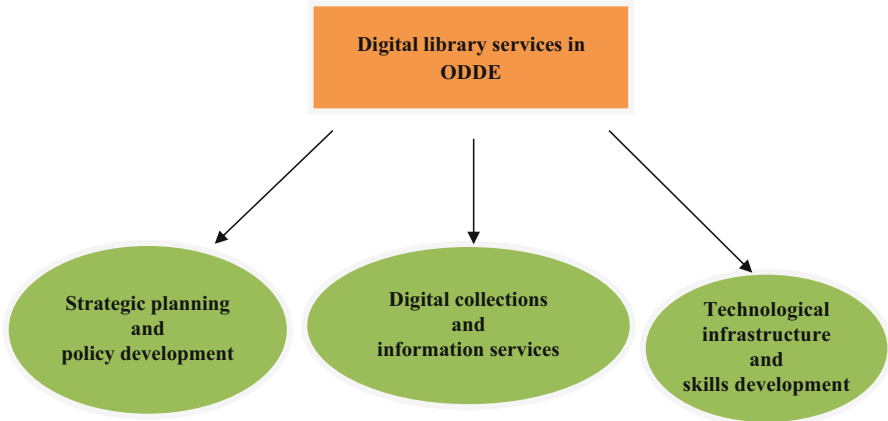 Digital library services in
ODDE
Strategic planning
and
policy development
Digital collections
and
information services
Technological
infrastructure
and
skills development